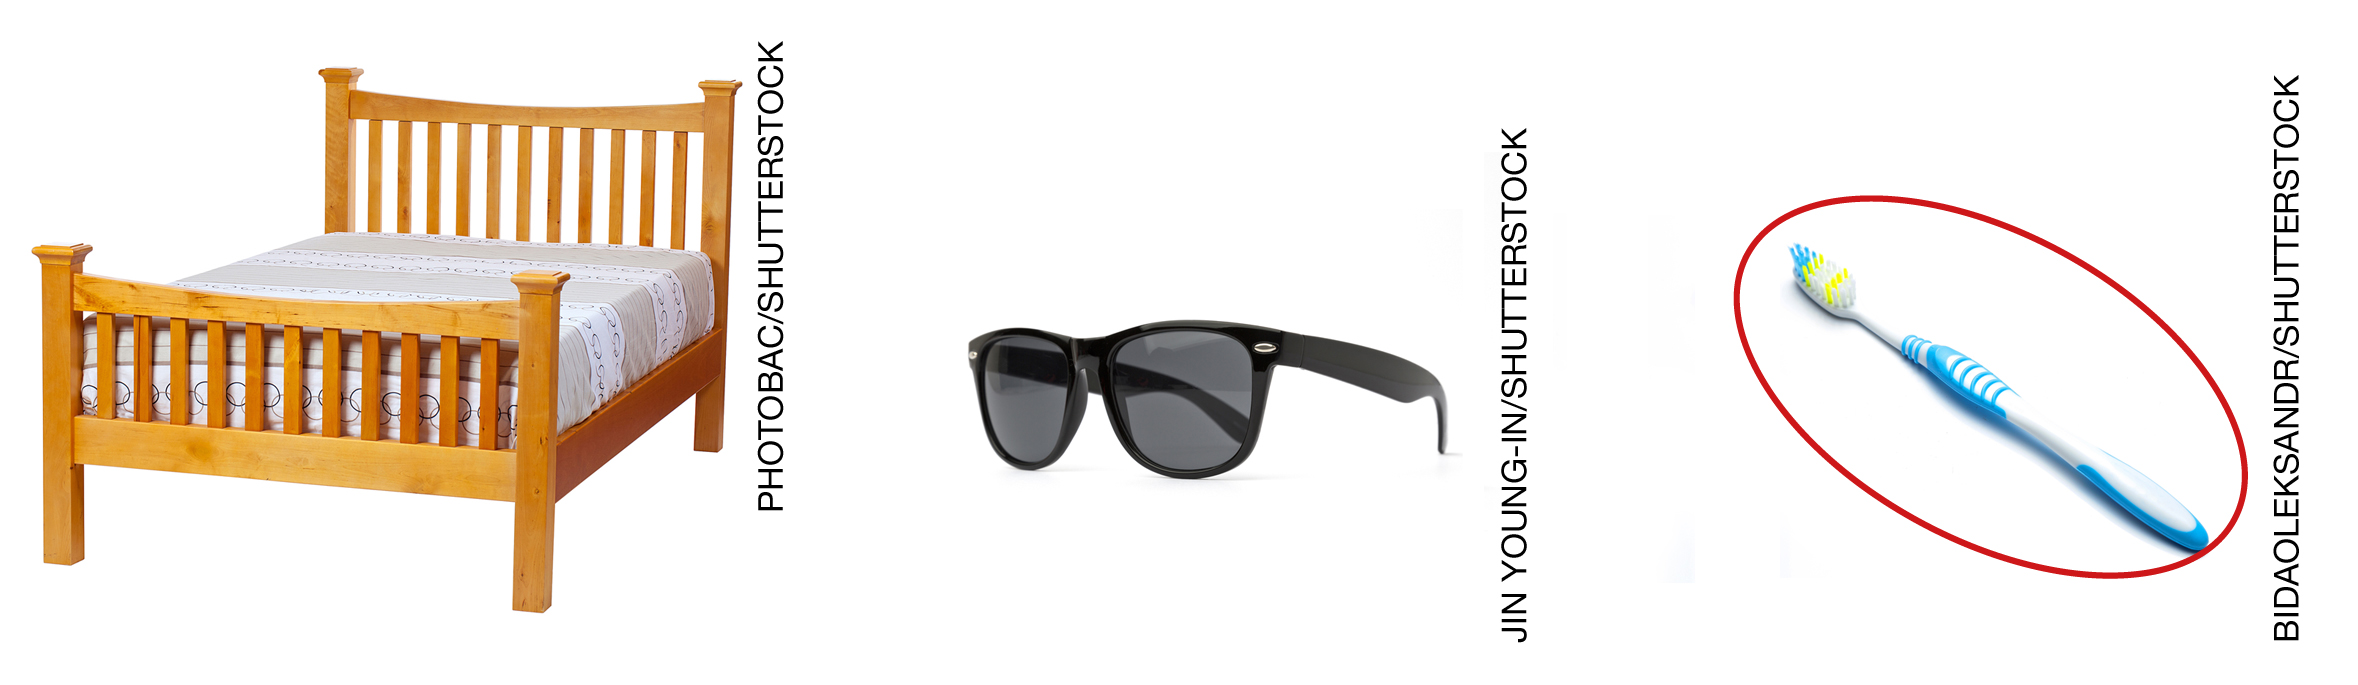 PHOTOBAC/SHUTTERSTOCK
JIN YOUNG-IN/SHUTTERSTOCK
BIDAOLEKSANDR/SHUTTERSTOCK